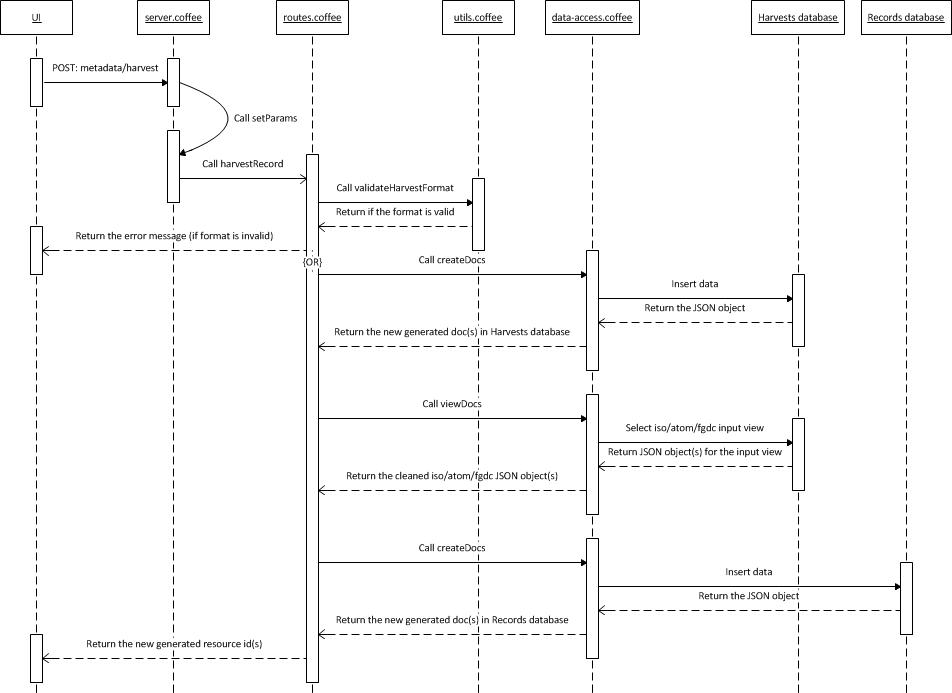 UI
server.coffee
routes.coffee
utils.coffee
data-access.coffee
Harvests database
Records database
POST: metadata/harvest
Call setParams
Call harvestRecord
Call validateHarvestFormat
Return if the format is valid
Return the error message (if format is invalid)
{OR}
Call createDocs
Insert data
Return the JSON object
Return the new generated doc(s) in Harvests database
Call viewDocs
Select iso/atom/fgdc input view
Return JSON object(s) for the input view
Return the cleaned iso/atom/fgdc JSON object(s)
Call createDocs
Insert data
Return the JSON object
Return the new generated doc(s) in Records database
Return the new generated resource id(s)